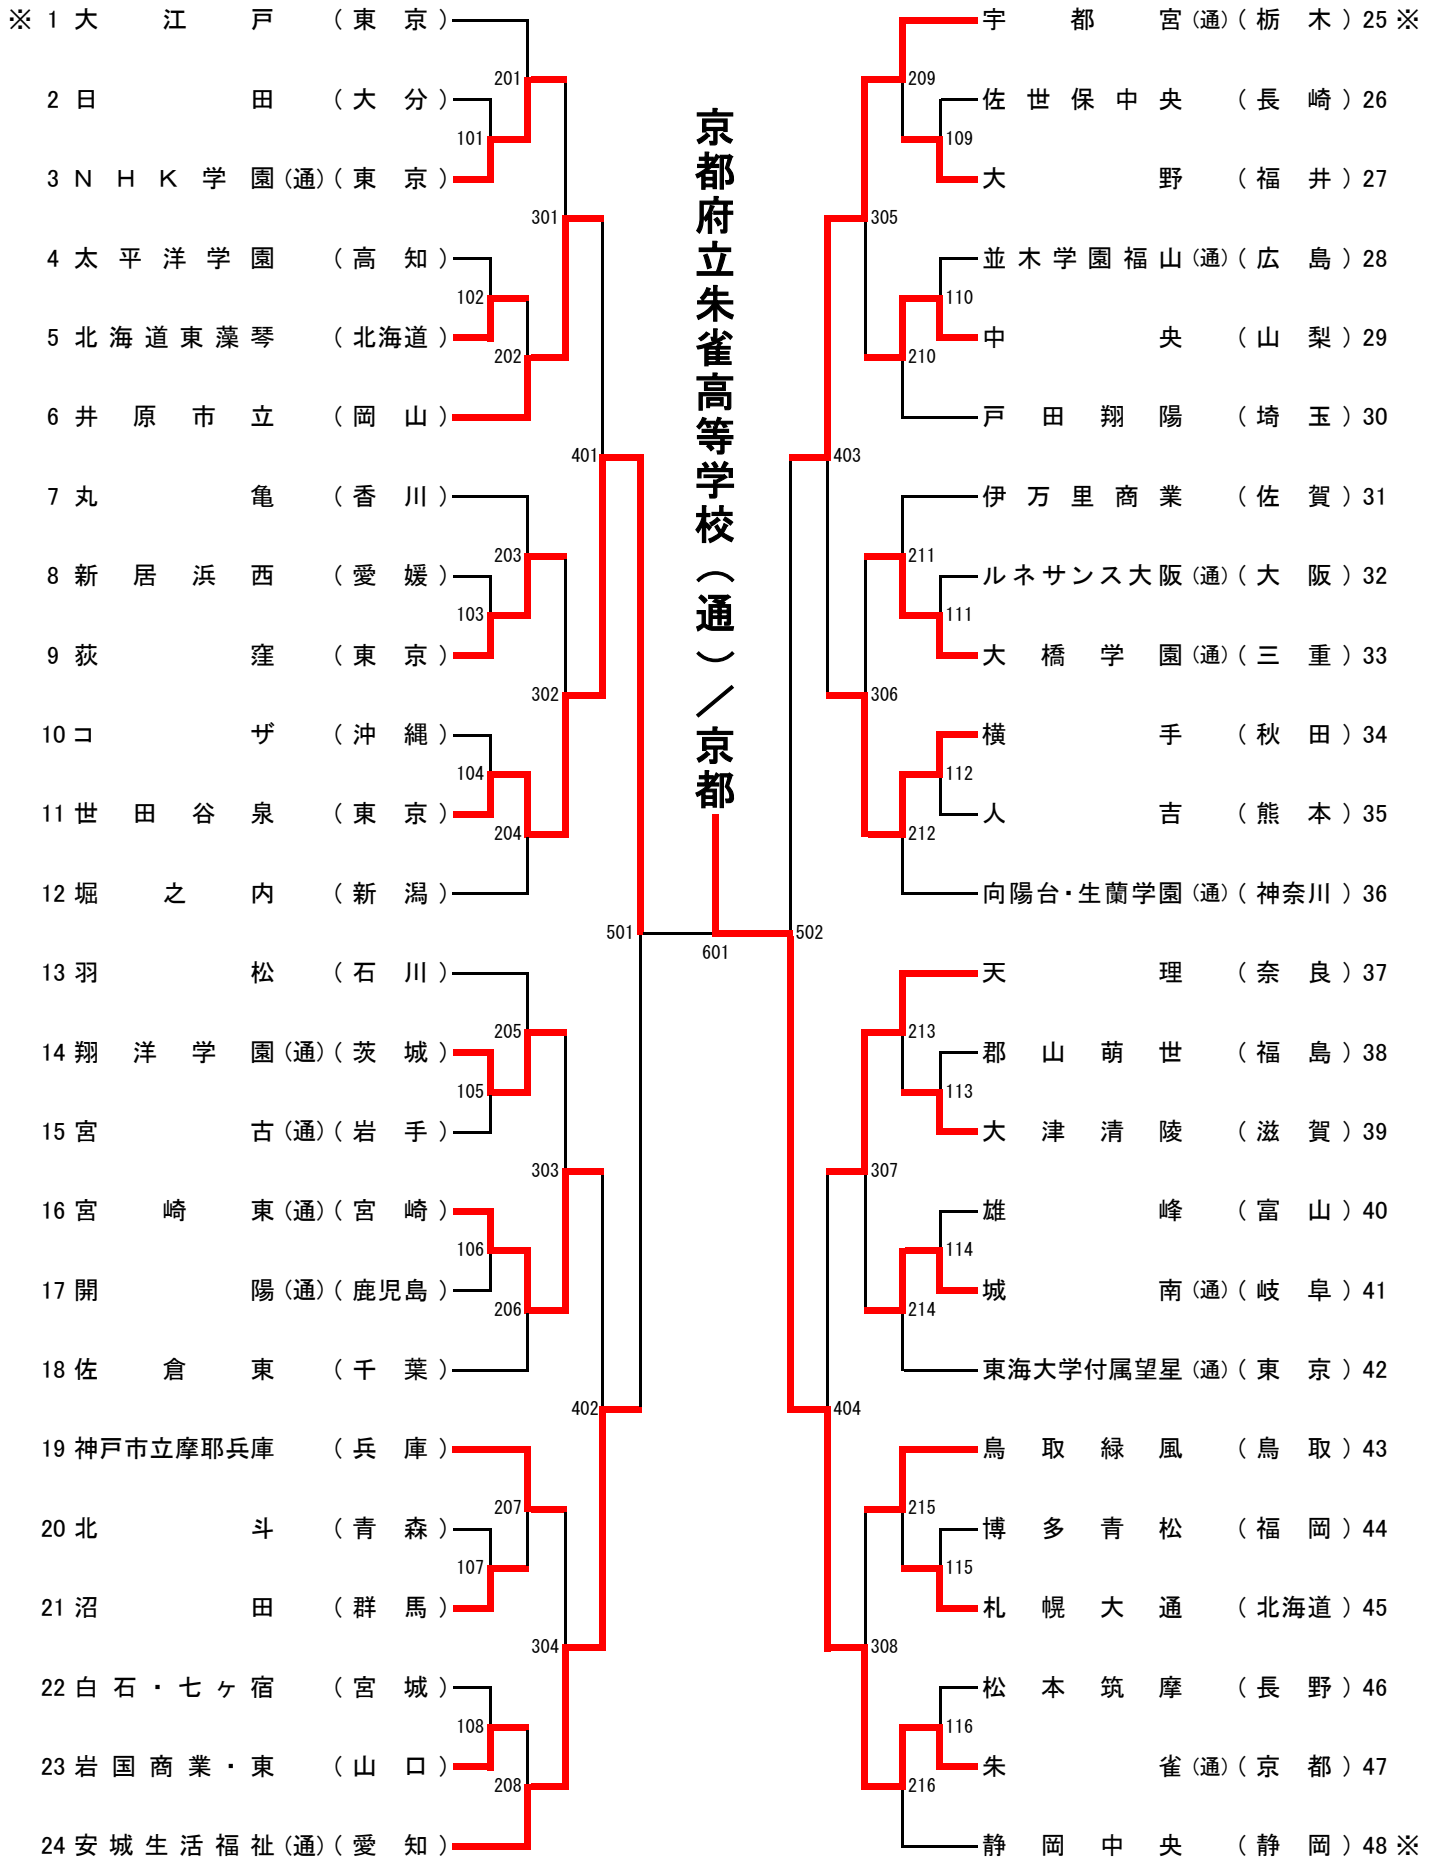 ※ 1 大江戸 (東京)
2 日田 (大分)
3 NHK学園 (通) (東京)
4 太平洋学園 (高知)
5 北海道東藻琴 (北海道)
6 井原市立 (岡山)
7 丸亀 (香川)
8 新居浜西 (愛媛)
9 荻窪 (東京)
10 コザ (沖縄)
11 世田谷泉 (東京)
12 堀之内 (新潟)
13 羽松 (石川)
14 翔洋学園 (通) (茨城)
15 宮古 (通) (岩手)
16 宮崎東 (通) (宮崎)
17 開陽 (通) (鹿児島)
18 佐倉東 (千葉)
19 神戸市立摩耶兵庫 (兵庫)
20 北斗 (青森)
21 沼田 (群馬)
22 白石・七ヶ宿 (宮城)
23 岩国商業・東 (山口)
24 安城生活福祉 (通) (愛知)
101
102
103
104
105
106
107
108
201
202
203
204
205
206
207
208
301
302
303
304
401
402
501
京都府立朱雀高等学校(通)/京都
601
502
403
404
305
306
307
308
209
210
211
212
213
214
215
216
109
110
111
112
113
114
115
116
宇都宮 (通) (栃木) 25 ※
佐世保中央 (長崎) 26
大野 (福井) 27
並木学園福山 (通) (広島) 28
中央 (山梨) 29
戸田翔陽 (埼玉) 30
伊万里商業 (佐賀) 31
ルネサンス大阪 (通) (大阪) 32
大橋学園 (通) (三重) 33
横手 (秋田) 34
人吉 (熊本) 35
向陽台・生蘭学園 (通) (神奈川) 36
天理 (奈良) 37
郡山萌世 (福島) 38
大津清陵 (滋賀) 39
雄峰 (富山) 40
城南 (通) (岐阜) 41
東海大学付属望星 (通) (東京) 42
鳥取緑風 (鳥取) 43
博多青松 (福岡) 44
札幌大通 (北海道) 45
松本筑摩 (長野) 46
朱雀 (通) (京都) 47
静岡中央 (静岡) 48 ※